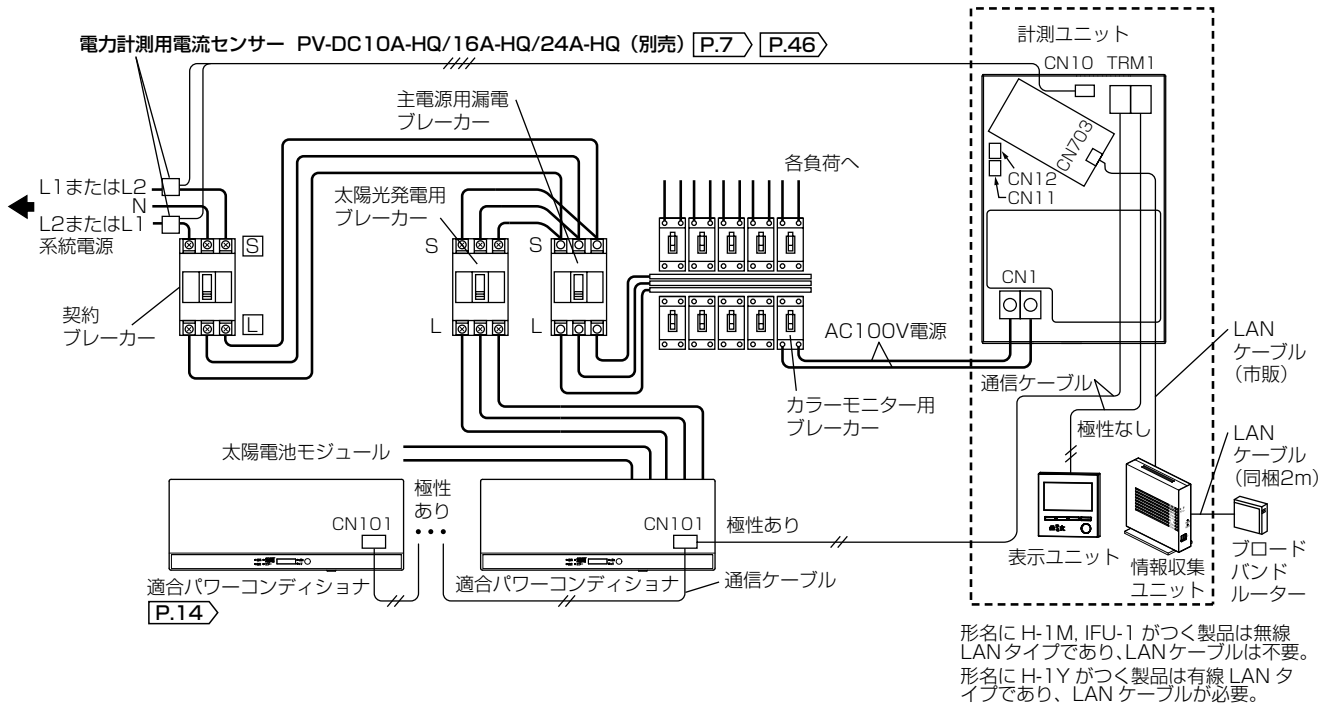 電力計測用電流センサー PV-DC10A-HQ/16A-HQ/24A-HQ（別売） P.7 P.46
計測ユニット
CN10 TRM1
CN703
CN12
CN11
CN1
主電源用漏電
ブレーカー
L1またはL2
N
L2またはL1
系統電源
S
L
契約
ブレーカー
太陽光発電用
ブレーカー
S
L
S
L
各負荷へ
AC100V電源
カラーモニター用
ブレーカー
通信ケーブル
極性なし
LAN
ケーブル
（市販）
LAN
ケーブル
（同梱2m）
太陽電池モジュール
極性
あり
CN101
CN101
極性あり
適合パワーコンディショナ
P.14
適合パワーコンディショナ
通信ケーブル
表示ユニット
情報収集
ユニット
ブロード
バンド
ルーター
形名に H-1M, IFU-1 がつく製品は無線
LANタイプであり、LANケーブルは不要。
形名に H-1Y がつく製品は有線 LAN タ
イプであり、LAN ケーブルが必要。